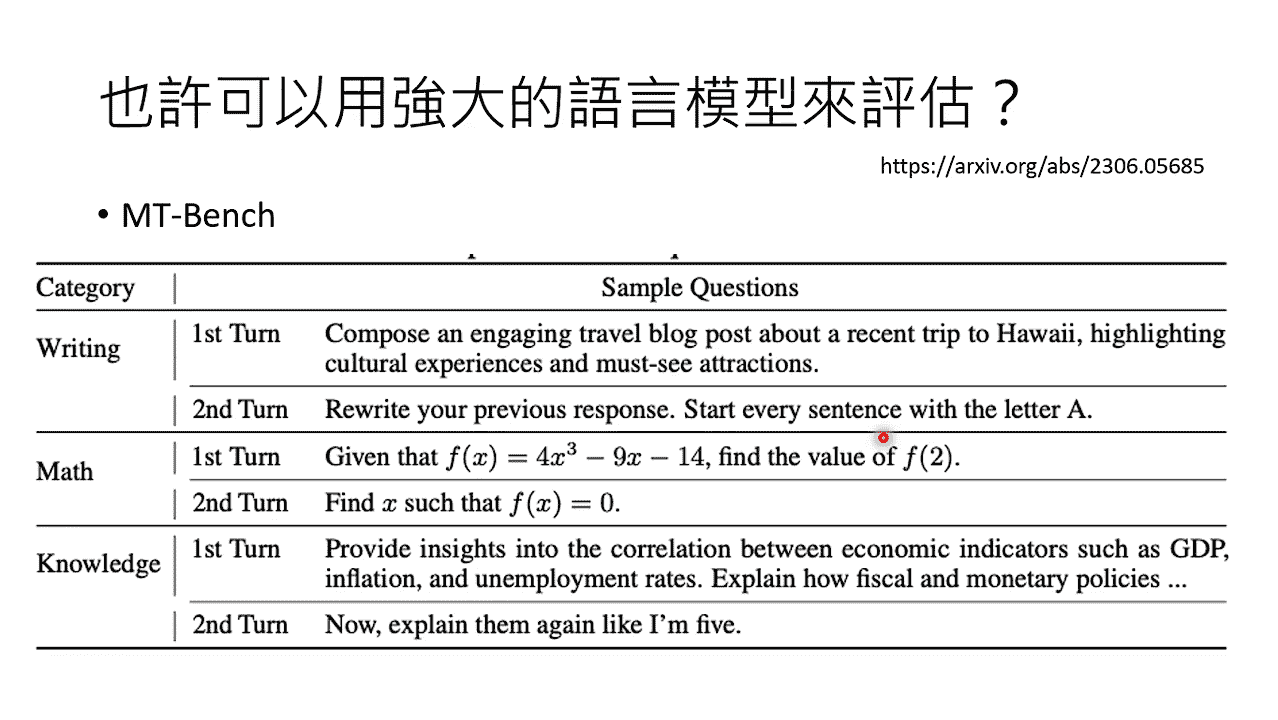 也許可以用強大的語言模型來評估？
https://arxiv.org/abs/2306.05685
• MT-Bench
Category Sample Questions
Writing 1st Turn Compose an engaging travel blog post about a recent trip to Hawaii, highlighting
cultural experiences and must-see attractions.
2nd Turn Rewrite your previous response. Start every sentence with the letter A.
Math 1st Turn Given that f(x) = 4x³ − 9x − 14, find the value of f(2).
2nd Turn Find x such that f(x) = 0.
Knowledge 1st Turn Provide insights into the correlation between economic indicators such as GDP,
inflation, and unemployment rates. Explain how fiscal and monetary policies ...
2nd Turn Now, explain them again like I'm five.